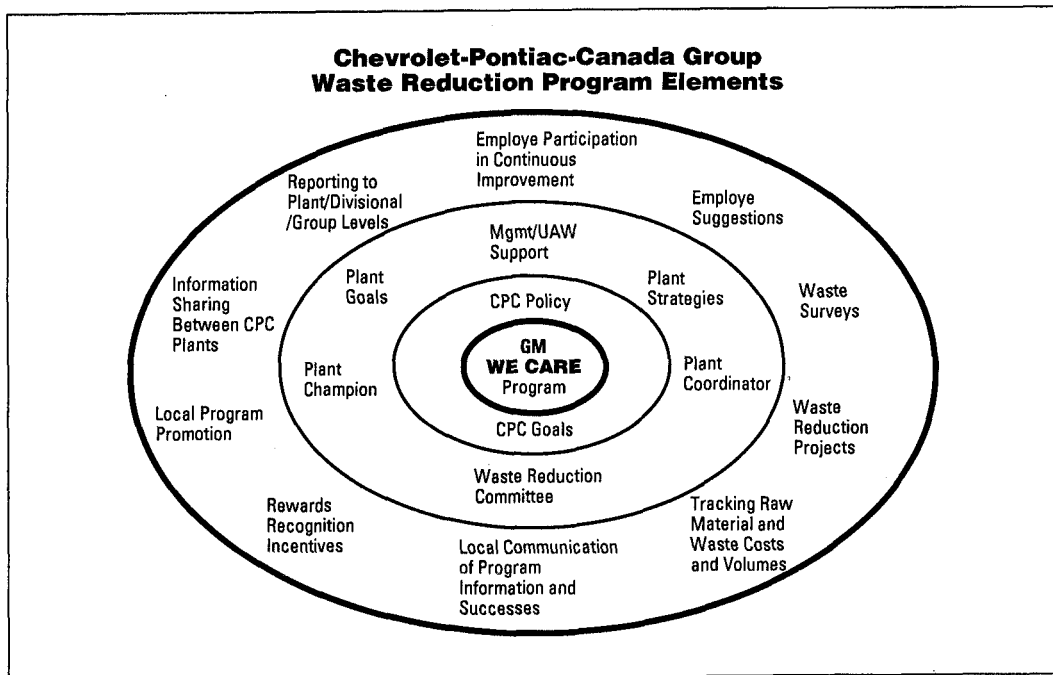 Chevrolet-Pontiac-Canada Group
Waste Reduction Program Elements
Employe Participation
in Continuous
Improvement
Reporting to
Plant/Divisional
/Group Levels
Employe
Suggestions
Mgmt/UAW
Support
Plant
Goals
Plant
Strategies
Information
Sharing
Between CPC
Plants
Waste
Surveys
CPC Policy
GM
WE CARE
Program
Plant
Champion
Plant
Coordinator
Local Program
Promotion
Waste
Reduction
Projects
CPC Goals
Waste Reduction
Committee
Rewards
Recognition
Incentives
Tracking Raw
Material and
Waste Costs
and Volumes
Local Communication
of Program
Information and
Successes